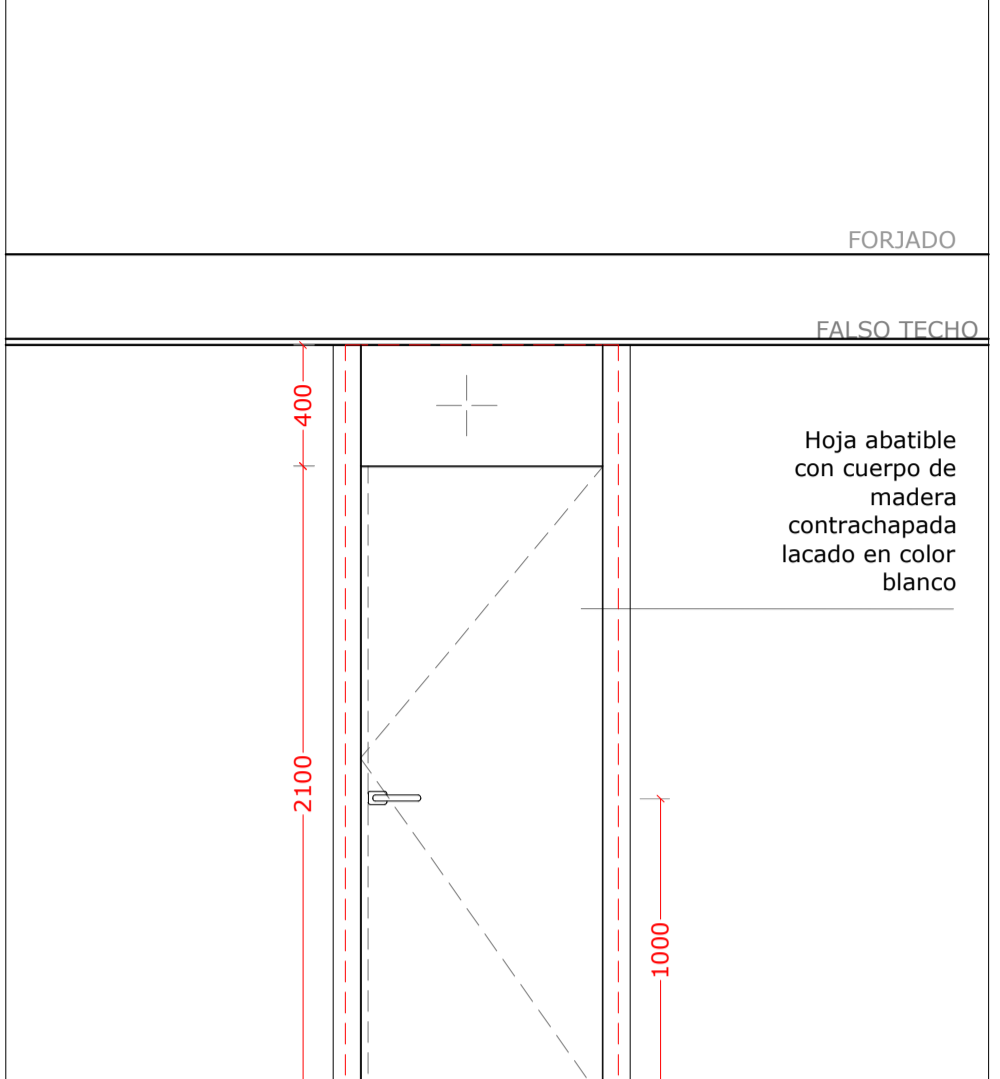 FORJADO
FALSO TECHO
400
Hoja abatible
con cuerpo de
madera
contrachapada
lacado en color
blanco
2100
1000